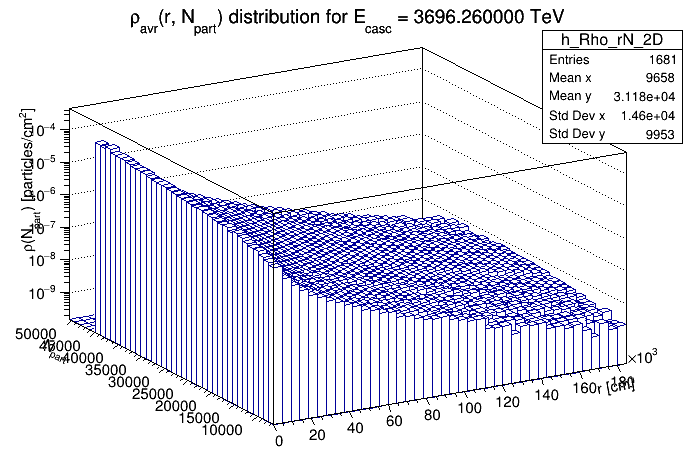 ρavr(r, Npart) distribution for Ecasc = 3696.260000 TeV
h_Rho_rN_2D
Entries 1681
Mean x 9658
Mean y 3.118e+04
Std Dev x 1.46e+04
Std Dev y 9953
ρ(Npart) [particles/cm²]
10⁻⁴
10⁻⁵
10⁻⁶
10⁻⁷
10⁻⁸
10⁻⁹
50000
45000
40000
35000
30000
25000
20000
15000
10000
Npart
0
20
40
60
80
100
120
140
160
180
×10³
r [cm]